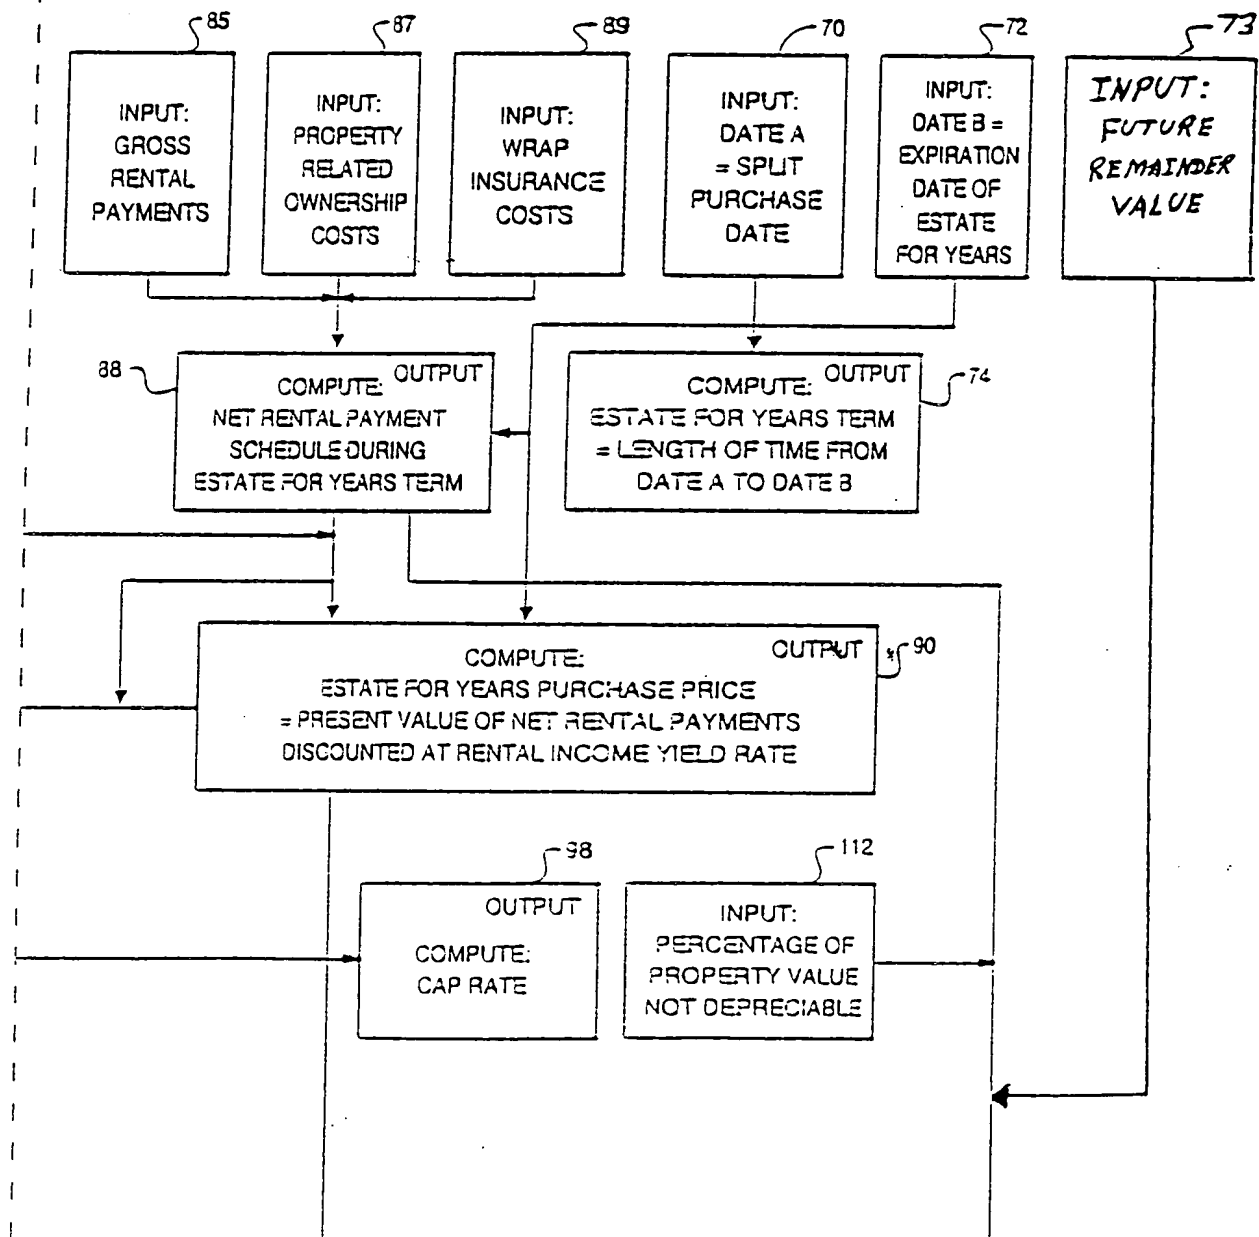 85
87
89
70
72
73
INPUT:
GROSS
RENTAL
PAYMENTS
INPUT:
PROPERTY
RELATED
OWNERSHIP
COSTS
INPUT:
WRAP
INSURANCE
COSTS
INPUT:
DATE A
= SPLIT
PURCHASE
DATE
INPUT:
DATE B =
EXPIRATION
DATE OF
ESTATE
FOR YEARS
INPUT:
FUTURE
REMAINDER
VALUE
88
OUTPUT
COMPUTE:
NET RENTAL PAYMENT
SCHEDULE DURING
ESTATE FOR YEARS TERM
OUTPUT
74
COMPUTE:
ESTATE FOR YEARS TERM
= LENGTH OF TIME FROM
DATE A TO DATE B
OUTPUT
90
COMPUTE:
ESTATE FOR YEARS PURCHASE PRICE
= PRESENT VALUE OF NET RENTAL PAYMENTS
DISCOUNTED AT RENTAL INCOME YIELD RATE
98
OUTPUT
COMPUTE:
CAP RATE
112
INPUT:
PERCENTAGE OF
PROPERTY VALUE
NOT DEPRECIABLE